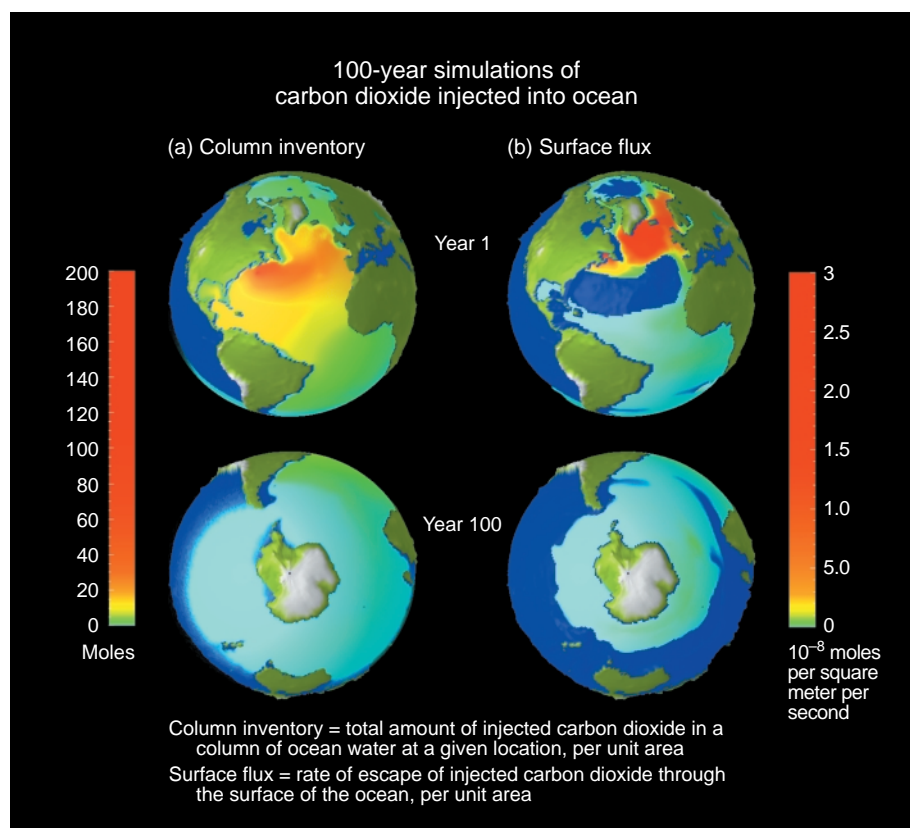 100-year simulations of
carbon dioxide injected into ocean
(a) Column inventory
(b) Surface flux
Year 1
200
180
160
140
120
100
80
60
40
20
0
Moles
3
2.5
2.0
1.5
1.0
5.0
0
10⁻⁸ moles
per square
meter per
second
Year 100
Column inventory = total amount of injected carbon dioxide in a
column of ocean water at a given location, per unit area
Surface flux = rate of escape of injected carbon dioxide through
the surface of the ocean, per unit area